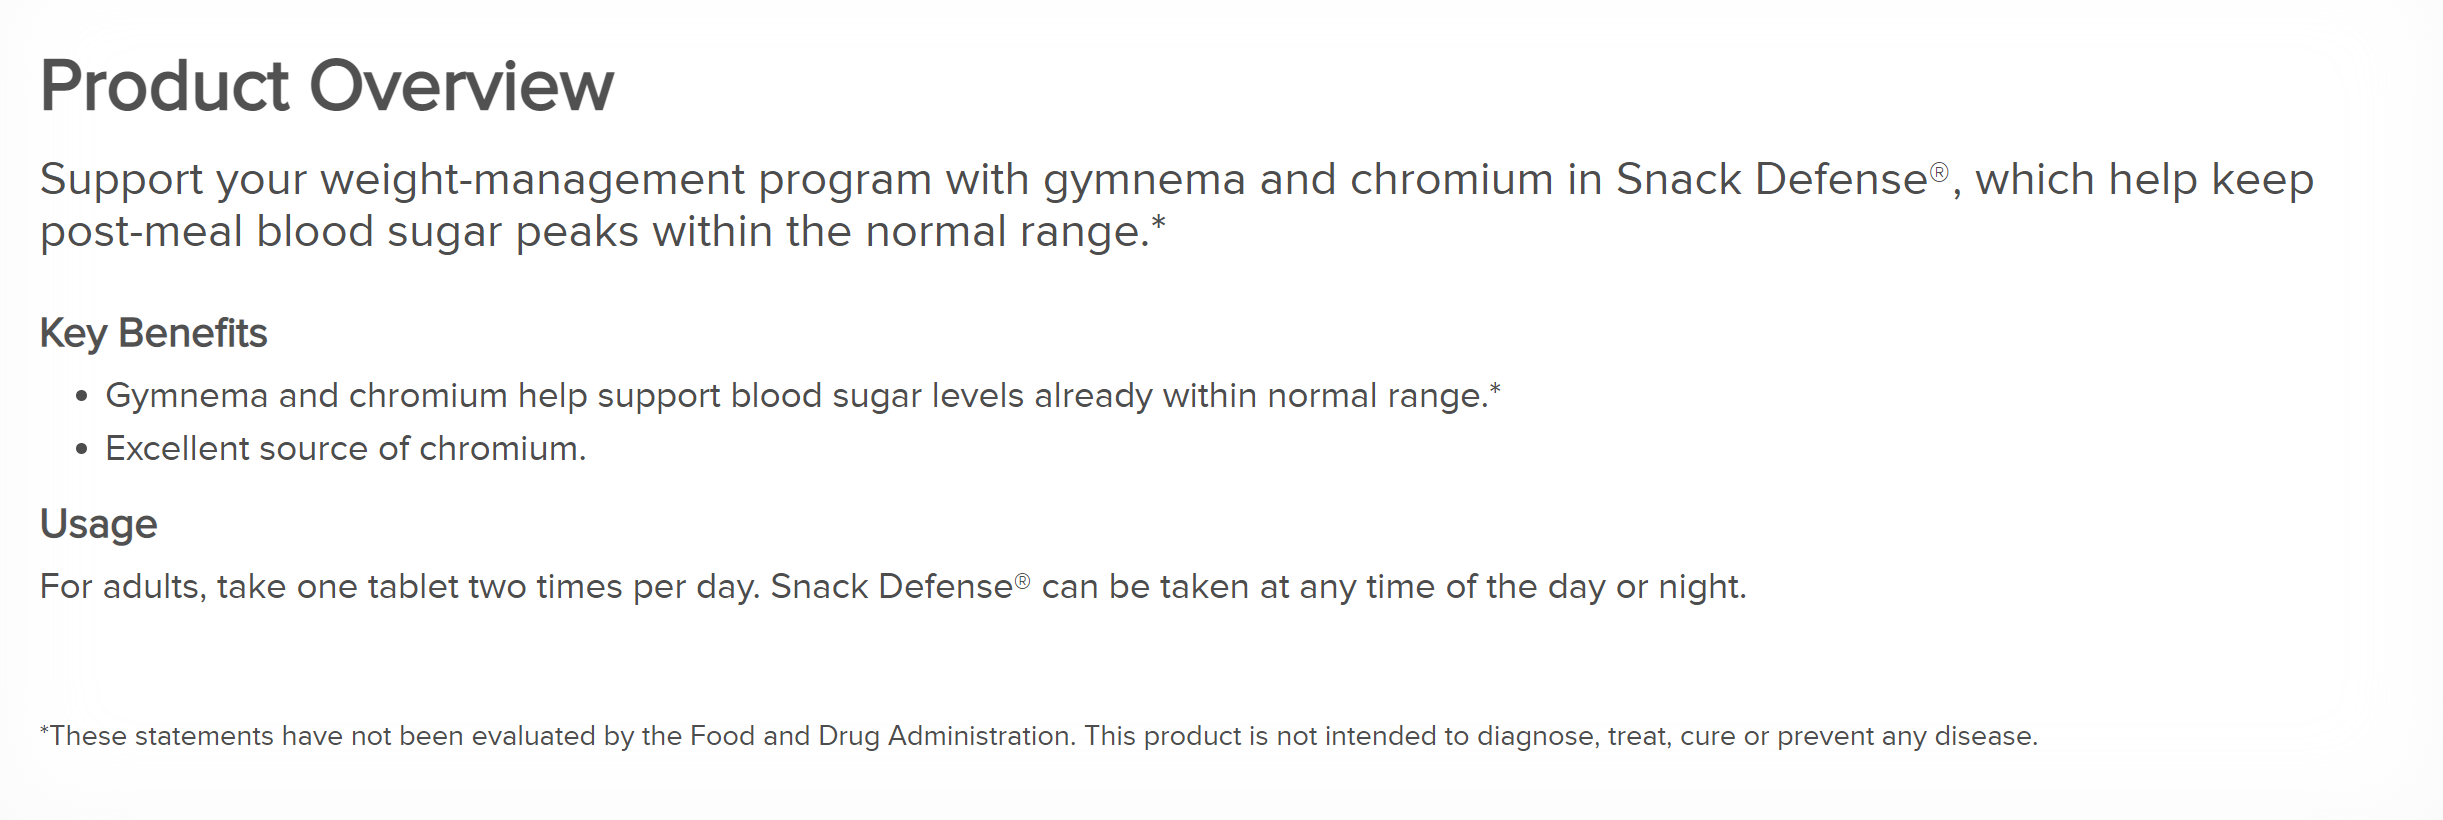 Product Overview
Support your weight-management program with gymnema and chromium in Snack Defense®, which help keep
post-meal blood sugar peaks within the normal range.*
Key Benefits
• Gymnema and chromium help support blood sugar levels already within normal range.*
• Excellent source of chromium.
Usage
For adults, take one tablet two times per day. Snack Defense® can be taken at any time of the day or night.
*These statements have not been evaluated by the Food and Drug Administration. This product is not intended to diagnose, treat, cure or prevent any disease.